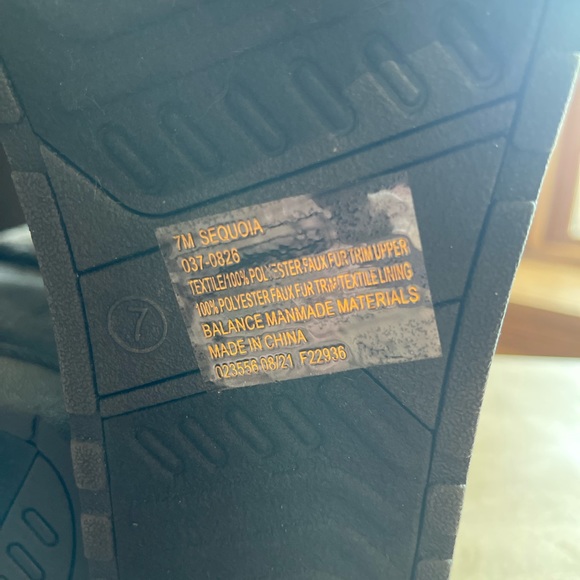 7M SEQUOIA
037-0826
TEXTILE/100% POLYESTER FAUX FUR TRIM UPPER
100% POLYESTER FAUX FUR TRIM/TEXTILE LINING
BALANCE MANMADE MATERIALS
MADE IN CHINA
023556 08/21 F22936
7